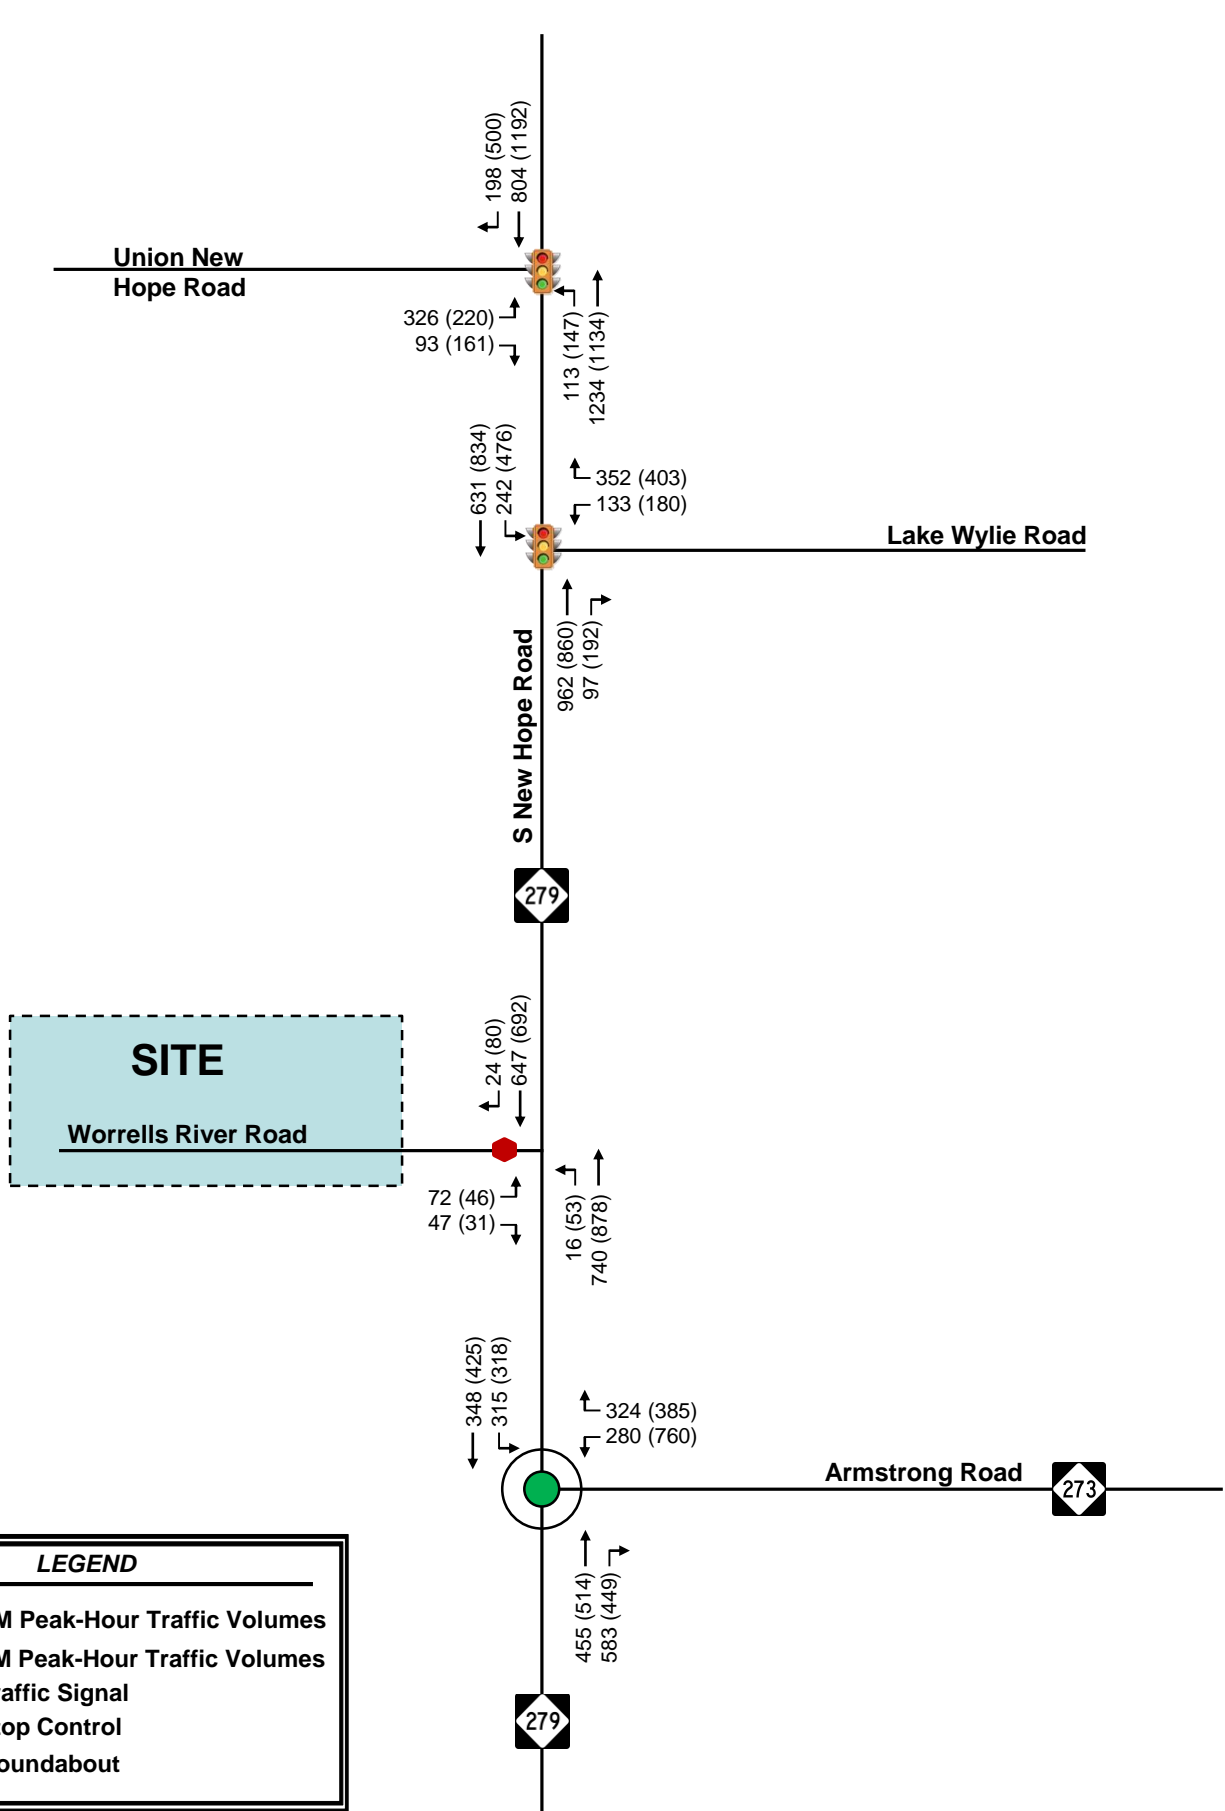 198 (500)
804 (1192)
Union New
Hope Road
326 (220)
93 (161)
113 (147)
1234 (1134)
631 (834)
242 (476)
352 (403)
133 (180)
Lake Wylie Road
962 (860)
97 (192)
S New Hope Road
279
24 (80)
647 (692)
SITE
Worrells River Road
72 (46)
47 (31)
16 (53)
740 (878)
348 (425)
315 (318)
324 (385)
280 (760)
Armstrong Road
273
455 (514)
583 (449)
LEGEND
M Peak-Hour Traffic Volumes
M Peak-Hour Traffic Volumes
raffic Signal
top Control
oundabout
279